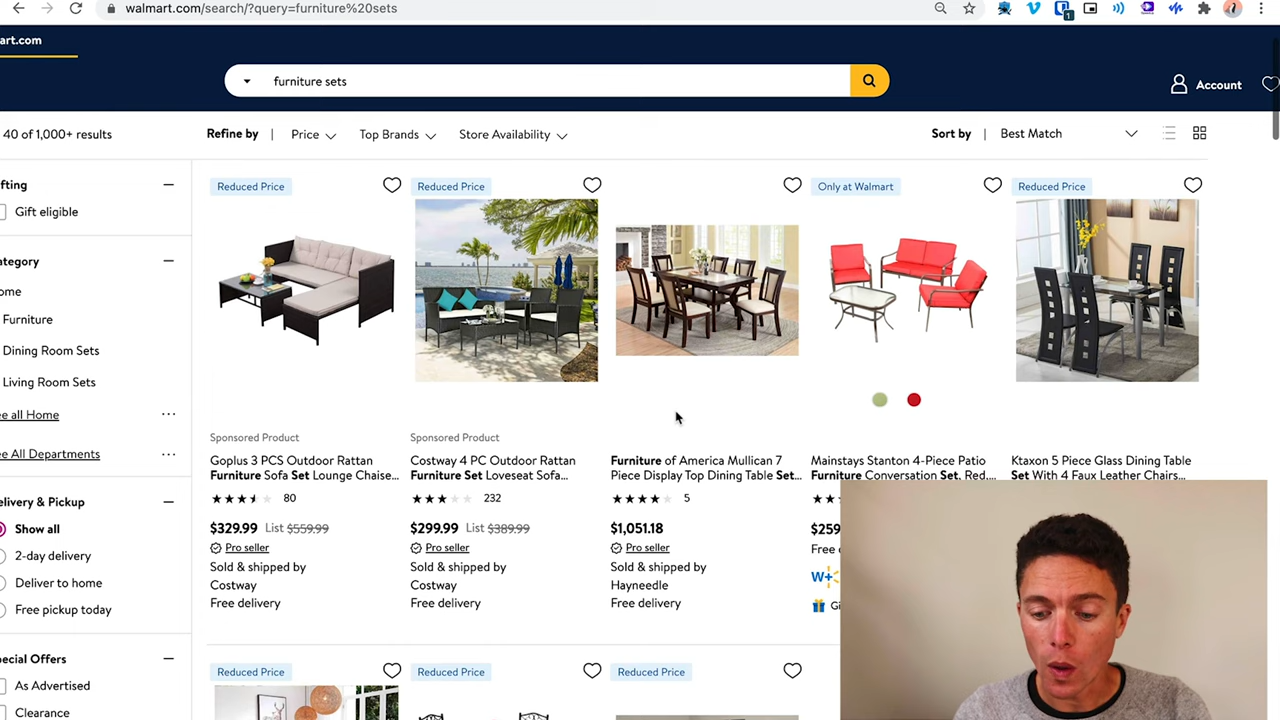 walmart.com/search/?query=furniture%20sets
1
art.com
furniture sets
Account
40 of 1,000+ results
Refine by | Price Top Brands Store Availability
Sort by | Best Match
fting
Gift eligible
ategory
ome
Furniture
Dining Room Sets
Living Room Sets
ee all Home ...
ee All Departments ...
elivery & Pickup
Show all
2-day delivery
Deliver to home
Free pickup today
pecial Offers
As Advertised
Clearance
Reduced Price
Sponsored Product
Goplus 3 PCS Outdoor Rattan
Furniture Sofa Set Lounge Chaise...
80
$329.99 List $559.99
Pro seller
Sold & shipped by
Costway
Free delivery
Reduced Price
Sponsored Product
Costway 4 PC Outdoor Rattan
Furniture Set Loveseat Sofa...
232
$299.99 List $389.99
Pro seller
Sold & shipped by
Costway
Free delivery
Furniture of America Mullican 7
Piece Display Top Dining Table Set...
5
$1,051.18
Pro seller
Sold & shipped by
Hayneedle
Free delivery
Only at Walmart
Mainstays Stanton 4-Piece Patio
Furniture Conversation Set, Red...
$259
Free
W+
Gi
Reduced Price
Ktaxon 5 Piece Glass Dining Table
Set With 4 Faux Leather Chairs...
Reduced Price
Reduced Price
Reduced Price